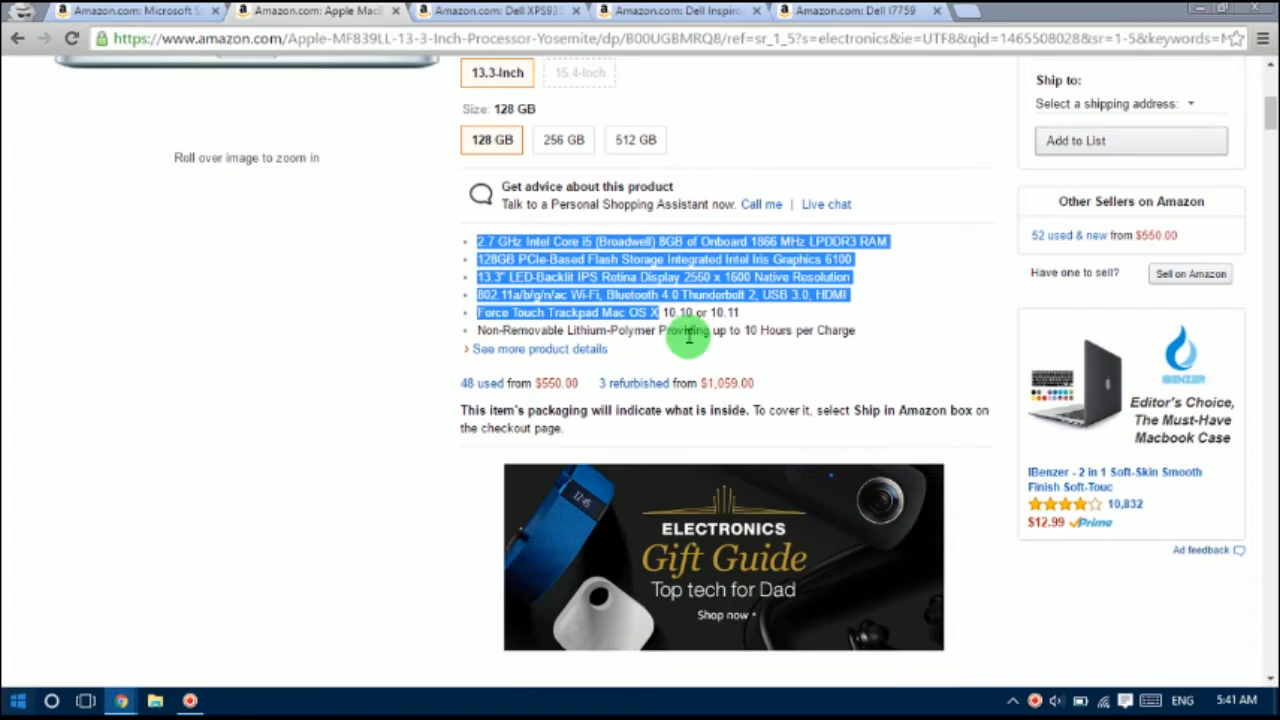 Amazon.com: Microsoft S
Amazon.com: Apple Mac
Amazon.com: Dell XPS93
Amazon.com: Dell Inspir
Amazon.com: Dell I7759
https://www.amazon.com/Apple-MF839LL-13-3-Inch-Processor-Yosemite/dp/B00UGBMRQ8/ref=sr_1_5?s=electronics&ie=UTF8&qid=1465508028&sr=1-5&keywords=M
13.3-Inch
15.4-Inch
Size: 128 GB
128 GB
256 GB
512 GB
Roll over image to zoom in
Get advice about this product
Talk to a Personal Shopping Assistant now. Call me | Live chat
2.7 GHz Intel Core i5 (Broadwell) 8GB of Onboard 1866 MHz LPDDR3 RAM
128GB PCIe-Based Flash Storage Integrated Intel Iris Graphics 6100
13.3" LED-Backlit IPS Retina Display 2560 x 1600 Native Resolution
802.11a/b/g/n/ac Wi-Fi, Bluetooth 4.0 Thunderbolt 2, USB 3.0, HDMI
Force Touch Trackpad Mac OS X 10.10 or 10.11
Non-Removable Lithium-Polymer Providing up to 10 Hours per Charge
› See more product details
48 used from $550.00
3 refurbished from $1,059.00
This item's packaging will indicate what is inside. To cover it, select Ship in Amazon box on
the checkout page.
12:45
ELECTRONICS
Gift Guide
Top tech for Dad
Shop now
Ship to:
Select a shipping address:
Add to List
Other Sellers on Amazon
52 used & new from $550.00
Have one to sell?
Sell on Amazon
IBENZER
Editor's Choice,
The Must-Have
Macbook Case
IBenzer - 2 in 1 Soft-Skin Smooth
Finish Soft-Touc
10,832
$12.99 Prime
Ad feedback
ENG
5:41 AM